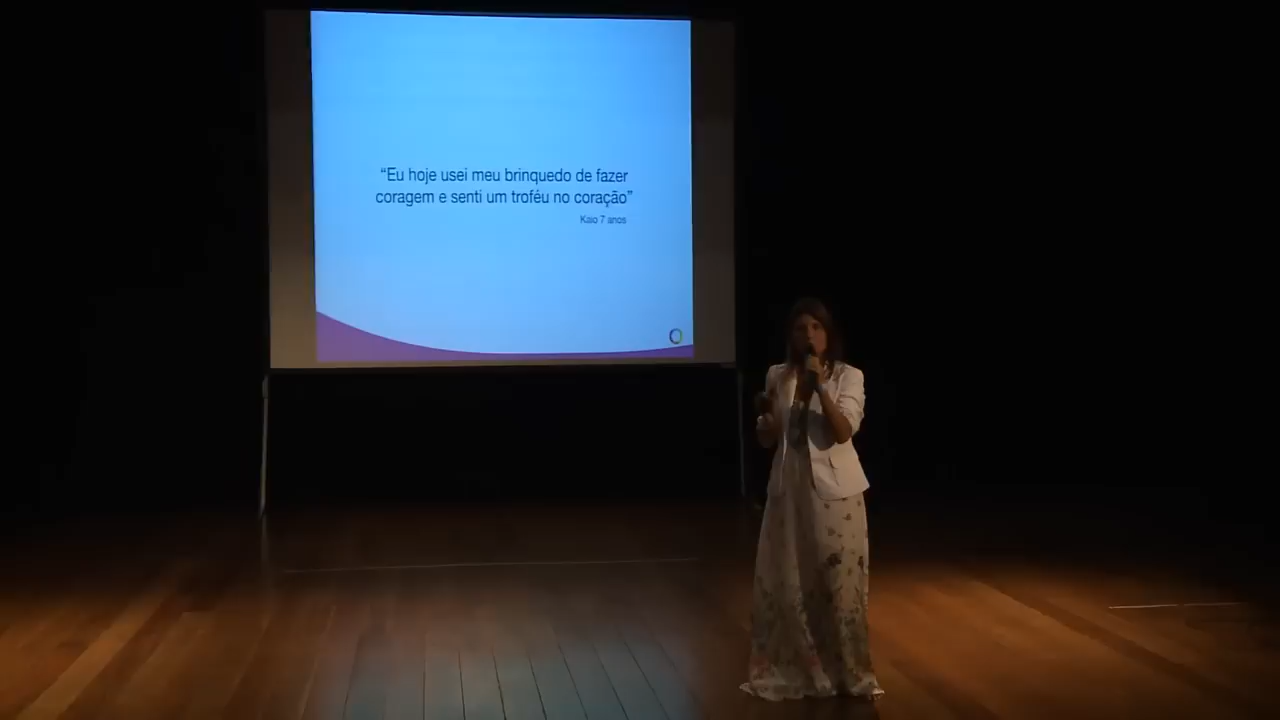 “Eu hoje usei meu brinquedo de fazer
coragem e senti um troféu no coração”
Kaio 7 anos